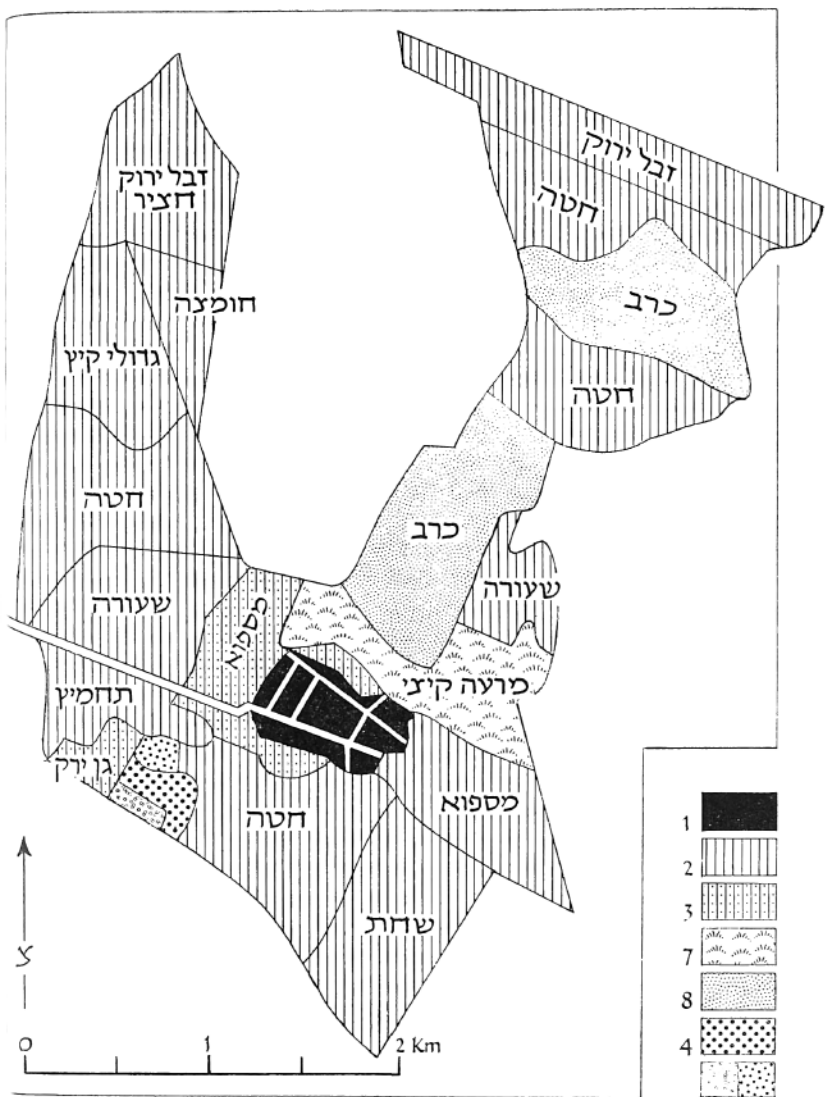 זבל ירוק
חציר
זבל ירוק
חטה
חומצה
כרב
גדולי קיץ
חטה
חטה
כרב
שעורה
שעורה
מספוא
מרעה קיצי
תחמיץ
גן ירק
חטה
מספוא
שחת
צ
0 1 2 Km
1
2
3
7
8
4